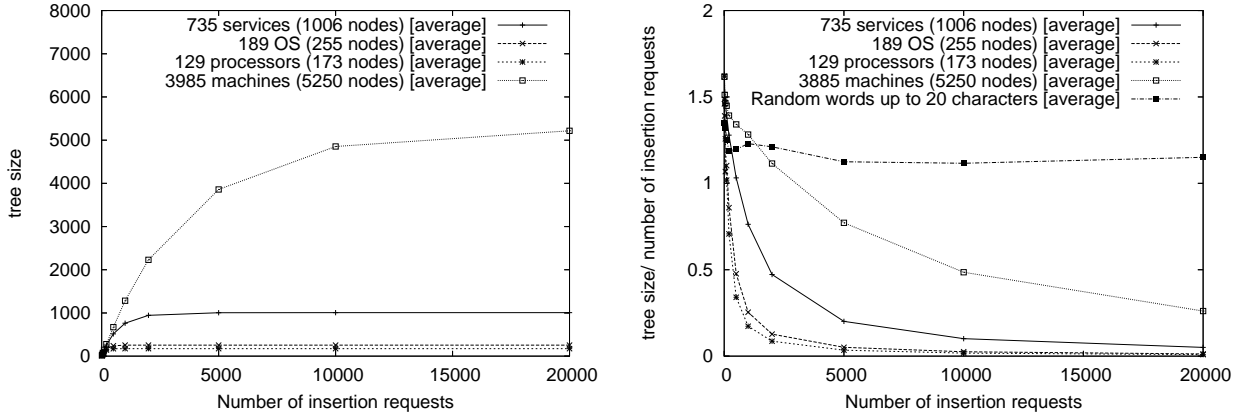 8000
7000
6000
5000
4000
3000
2000
1000
0
tree size
735 services (1006 nodes) [average]
189 OS (255 nodes) [average]
129 processors (173 nodes) [average]
3985 machines (5250 nodes) [average]
0 5000 10000 15000 20000
Number of insertion requests
2
1.5
1
0.5
0
tree size/ number of insertion requests
735 services (1006 nodes) [average]
189 OS (255 nodes) [average]
129 processors (173 nodes) [average]
3885 machines (5250 nodes) [average]
Random words up to 20 characters [average]
0 5000 10000 15000 20000
Number of insertion requests